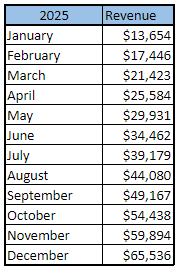 2025 Revenue
January $13,654
February $17,446
March $21,423
April $25,584
May $29,931
June $34,462
July $39,179
August $44,080
September $49,167
October $54,438
November $59,894
December $65,536